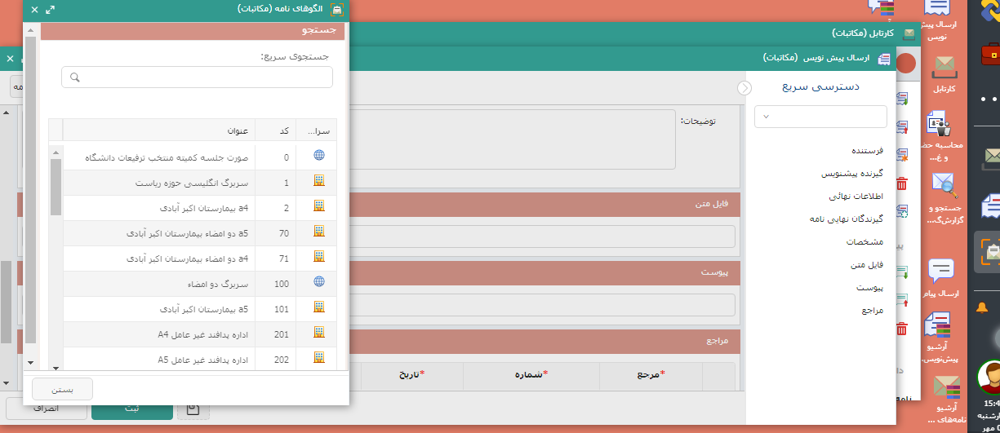 الگوهای نامه (مکاتبات)
جستجو
جستجوی سریع:
سرا... کد عنوان
0 صورت جلسه کمیته منتخب ترفیعات دانشگاه
1 سربرگ انگلیسی حوزه ریاست
2 a4 بیمارستان اکبر آبادی
70 a5 دو امضاء بیمارستان اکبر آبادی
71 a4 دو امضاء بیمارستان اکبر آبادی
100 سربرگ دو امضاء
101 a5 بیمارستان اکبر آبادی
201 اداره پدافند غیر عامل A4
202 اداره پدافند غیر عامل A5
بستن
کارتابل (مکاتبات)
ارسال پیش نویس (مکاتبات)
دسترسی سریع
فرستنده
گیرنده پیشنویس
اطلاعات نهائی
گیرندگان نهایی نامه
مشخصات
فایل متن
پیوست
مراجع
توضیحات:
فایل متن
پیوست
مراجع
*مرجع *شماره *تاریخ
ثبت
انصراف
ارسال پیش
نویس
کارتابل
محاسبه حض
و غ...
جستجو و
گزارش‌گ...
ارسال پیام
آرشیو
پیش‌نویس.
آرشیو
نامه‌های ...
15:4
مهر